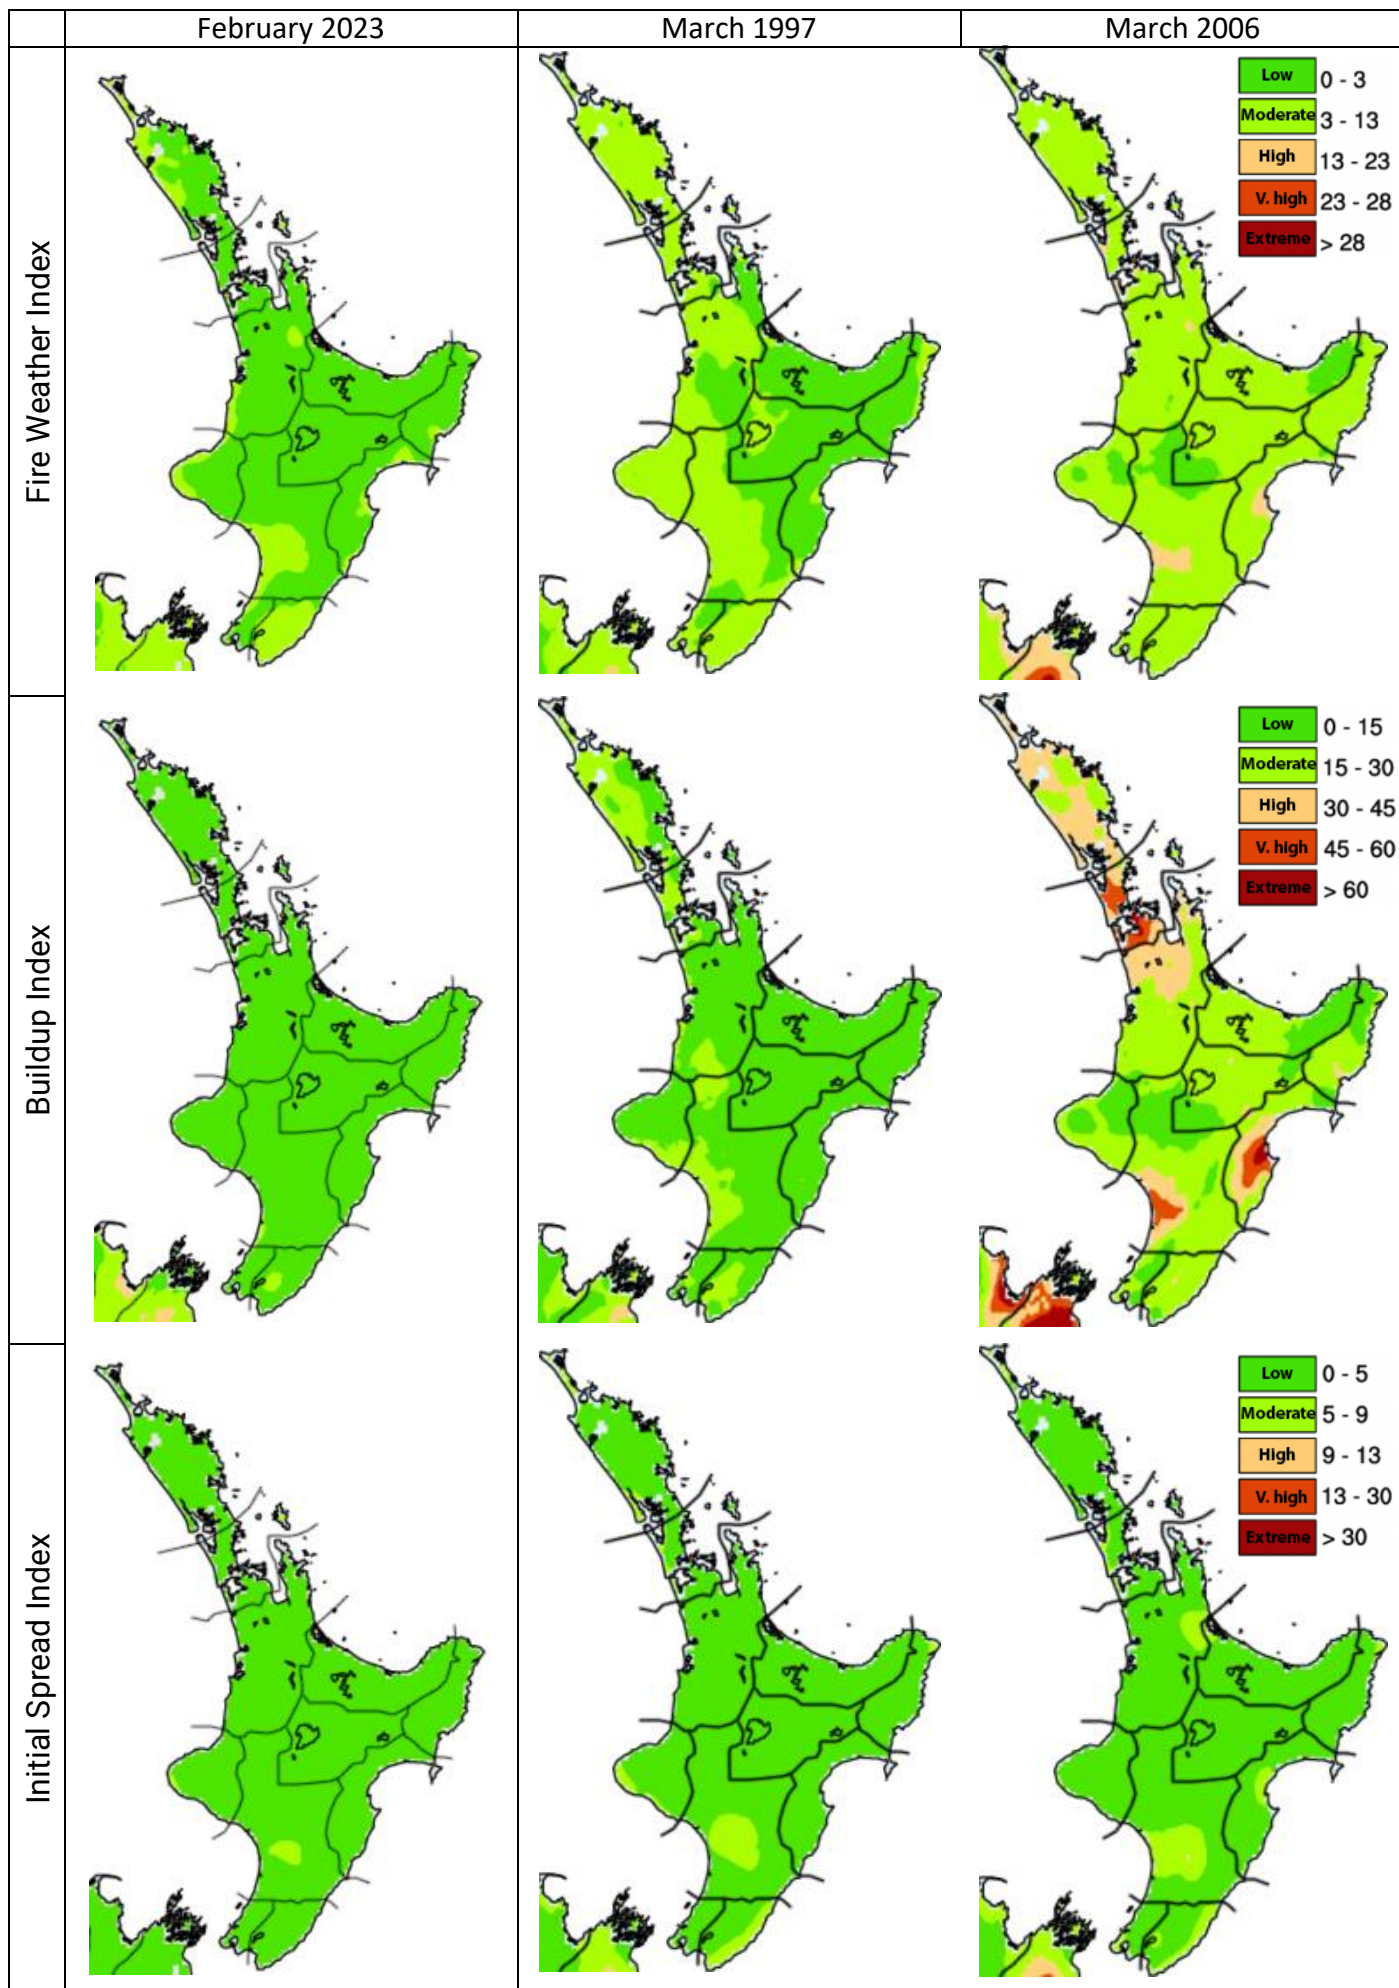 February 2023
March 1997
March 2006
Fire Weather Index
Low 0 - 3
Moderate 3 - 13
High 13 - 23
V. high 23 - 28
Extreme > 28
Buildup Index
Low 0 - 15
Moderate 15 - 30
High 30 - 45
V. high 45 - 60
Extreme > 60
Initial Spread Index
Low 0 - 5
Moderate 5 - 9
High 9 - 13
V. high 13 - 30
Extreme > 30